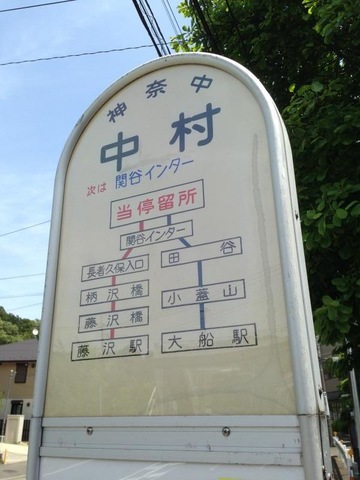 神奈中
中村
次は 関谷インター
当停留所
関谷インター
長者久保入口 田谷
柄沢橋 小蓋山
藤沢橋
藤沢駅 大船駅